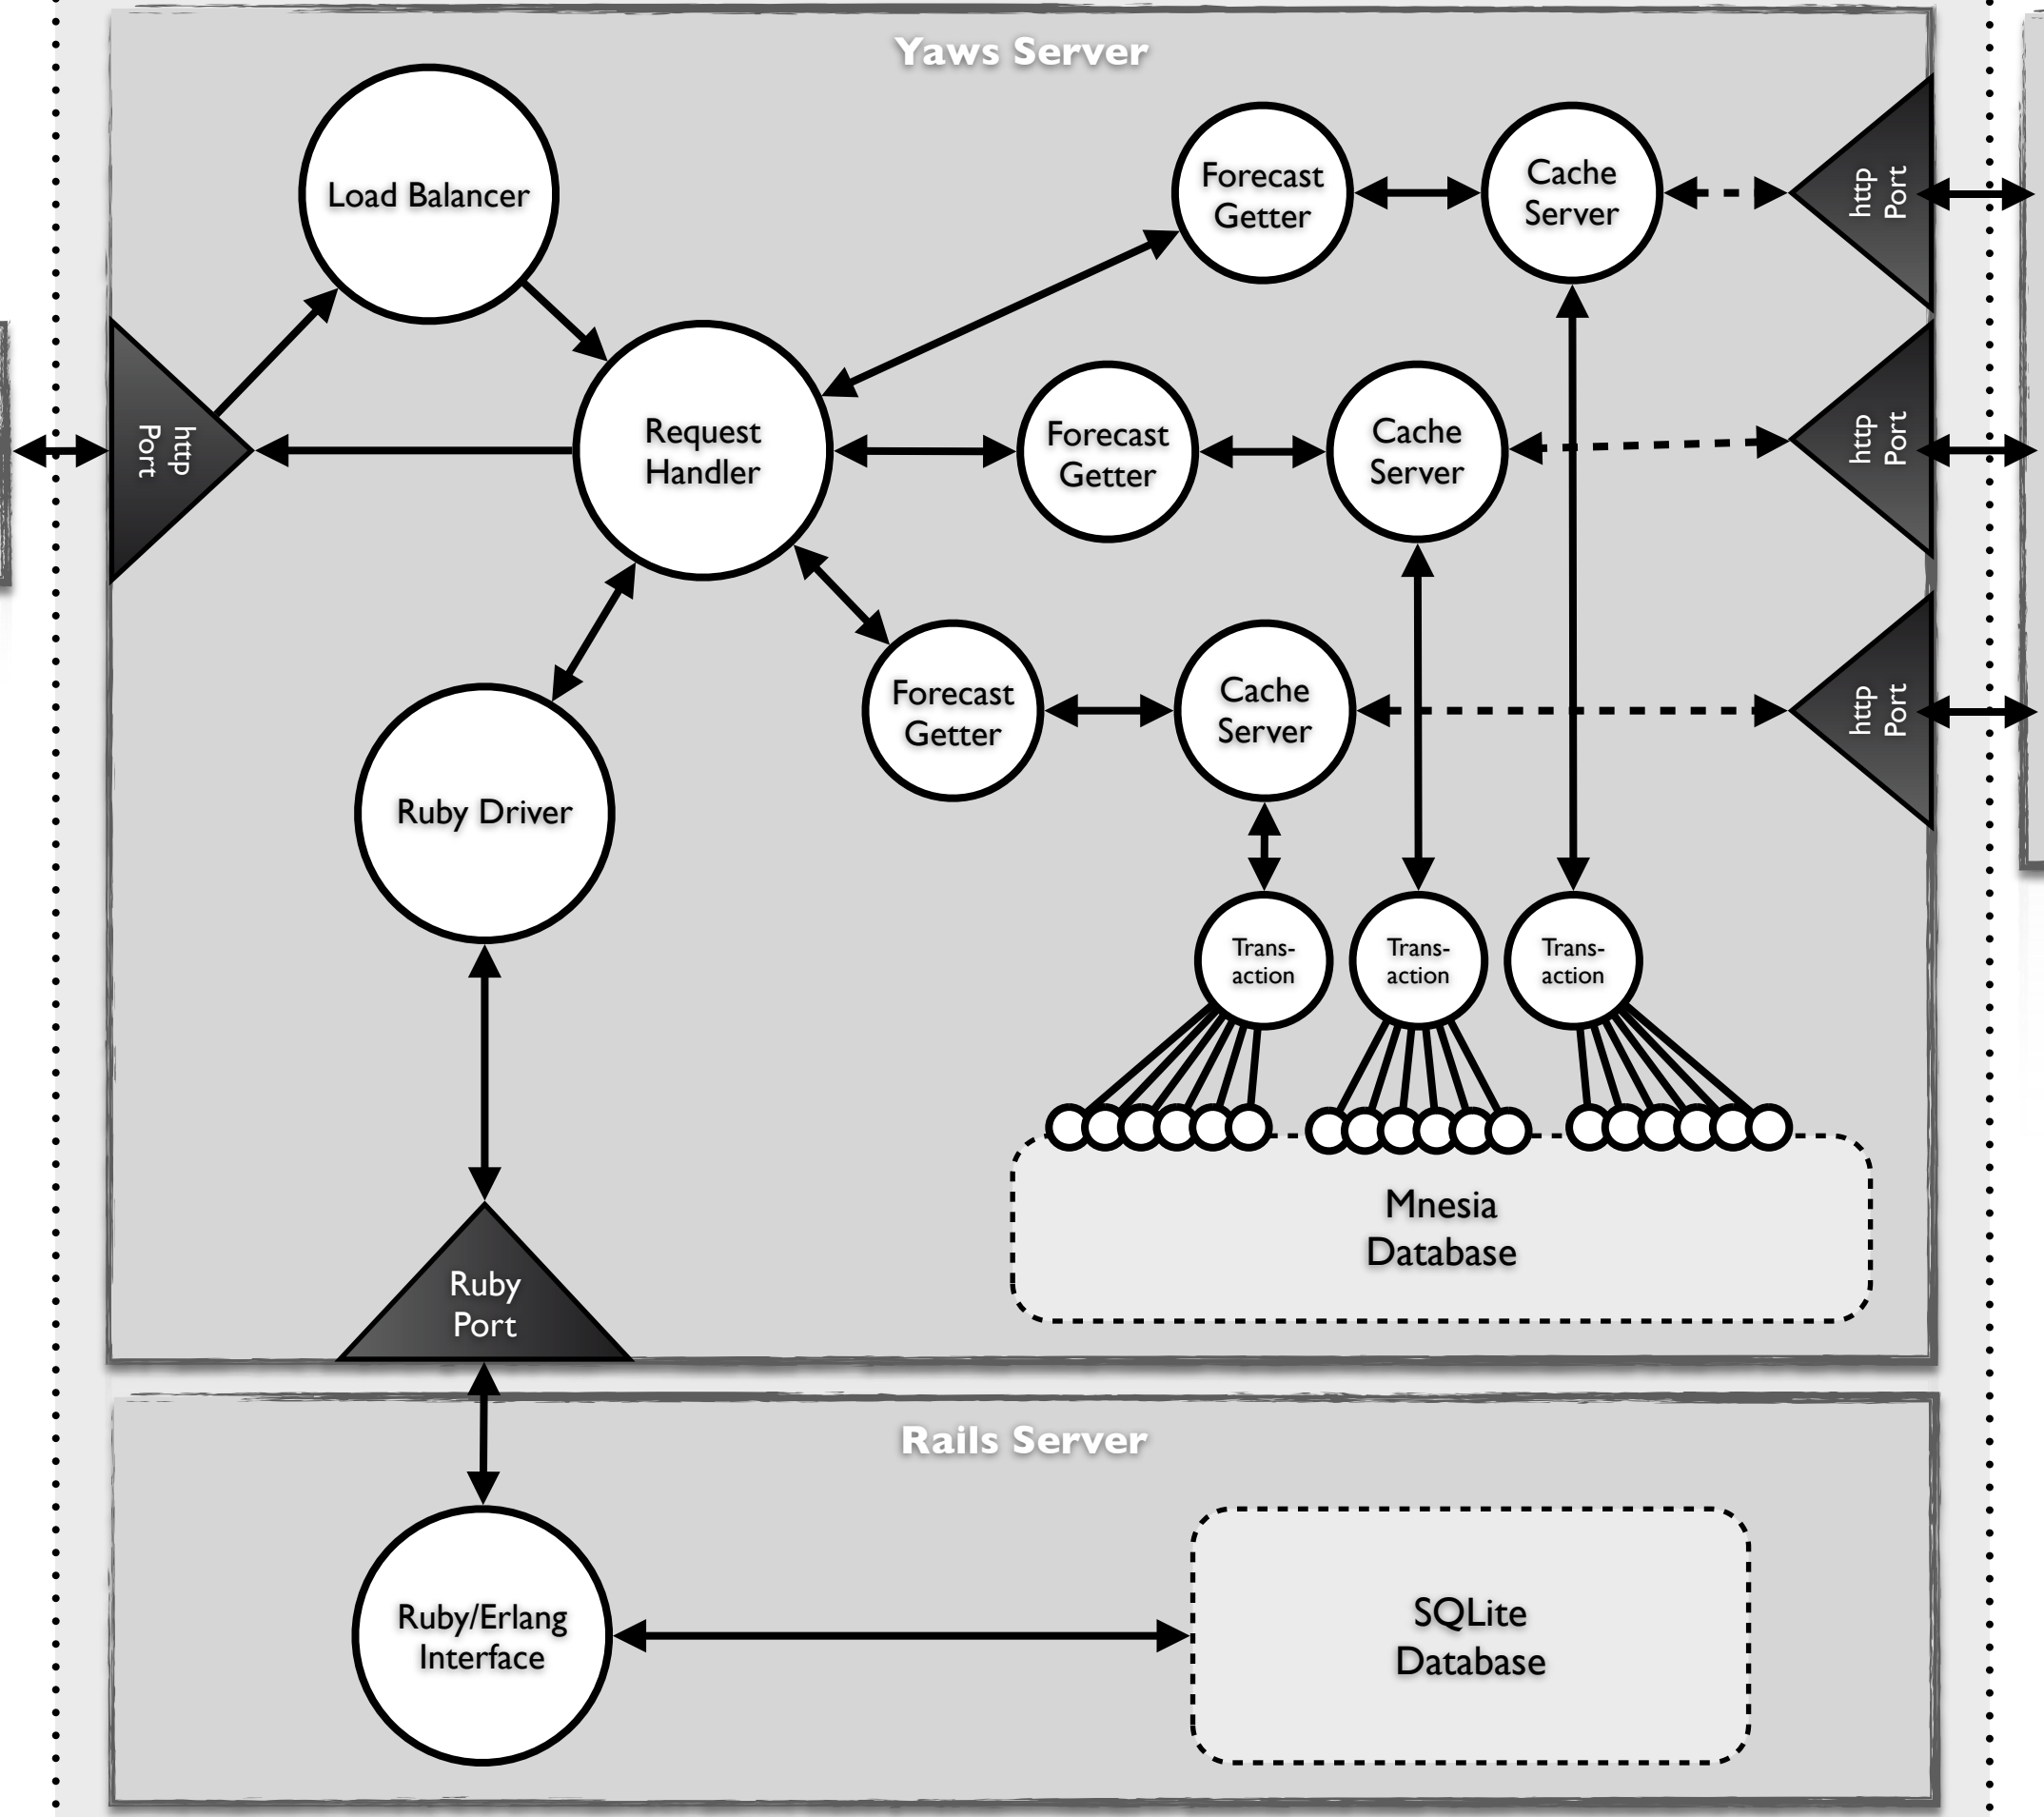 Yaws Server
Load Balancer
Forecast
Getter
Cache
Server
http
Port
http
Port
Request
Handler
Forecast
Getter
Cache
Server
http
Port
Forecast
Getter
Cache
Server
http
Port
Ruby Driver
Trans-
action
Trans-
action
Trans-
action
Mnesia
Database
Ruby
Port
Rails Server
Ruby/Erlang
Interface
SQLite
Database